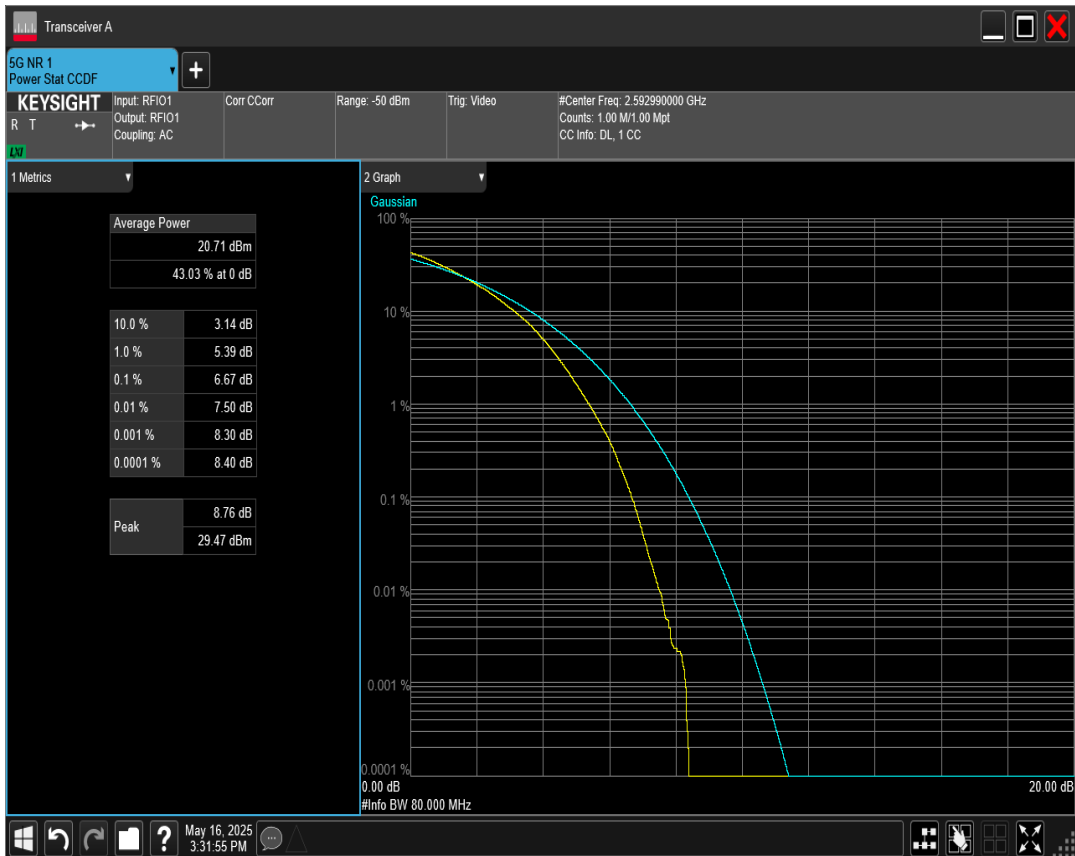 Transceiver A
5G NR 1
Power Stat CCDF
KEYSIGHT
R T
LXI
Input: RFIO1
Output: RFIO1
Coupling: AC
Corr CCorr
Range: -50 dBm
Trig: Video
#Center Freq: 2.592990000 GHz
Counts: 1.00 M/1.00 Mpt
CC Info: DL, 1 CC
1 Metrics
Average Power
20.71 dBm
43.03 % at 0 dB
10.0 % 3.14 dB
1.0 % 5.39 dB
0.1 % 6.67 dB
0.01 % 7.50 dB
0.001 % 8.30 dB
0.0001 % 8.40 dB
Peak
8.76 dB
29.47 dBm
2 Graph
Gaussian
100 %
10 %
1 %
0.1 %
0.01 %
0.001 %
0.0001 %
0.00 dB 20.00 dB
#Info BW 80.000 MHz
?
May 16, 2025
3:31:55 PM